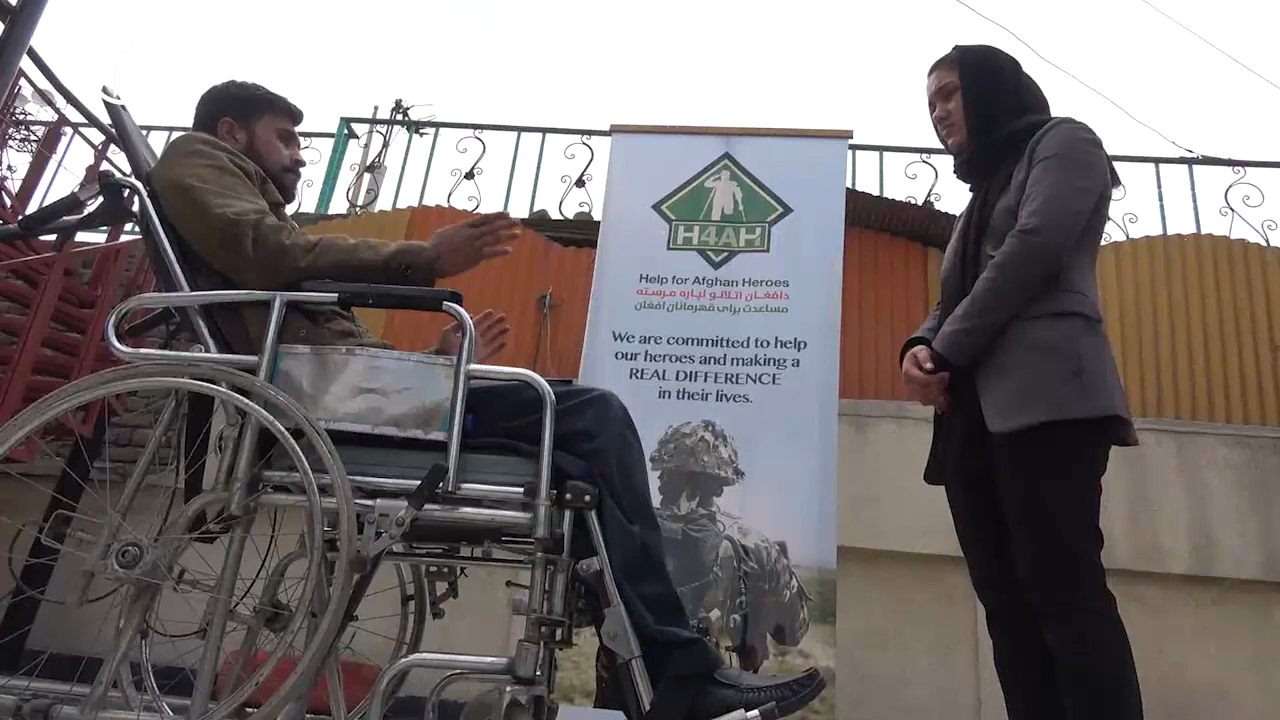 H4AH
Help for Afghan Heroes
دافغان اتلانو لپاره مرسته
مساعدت برای قهرمانان افغان
We are committed to help
our heroes and making a
REAL DIFFERENCE
in their lives.